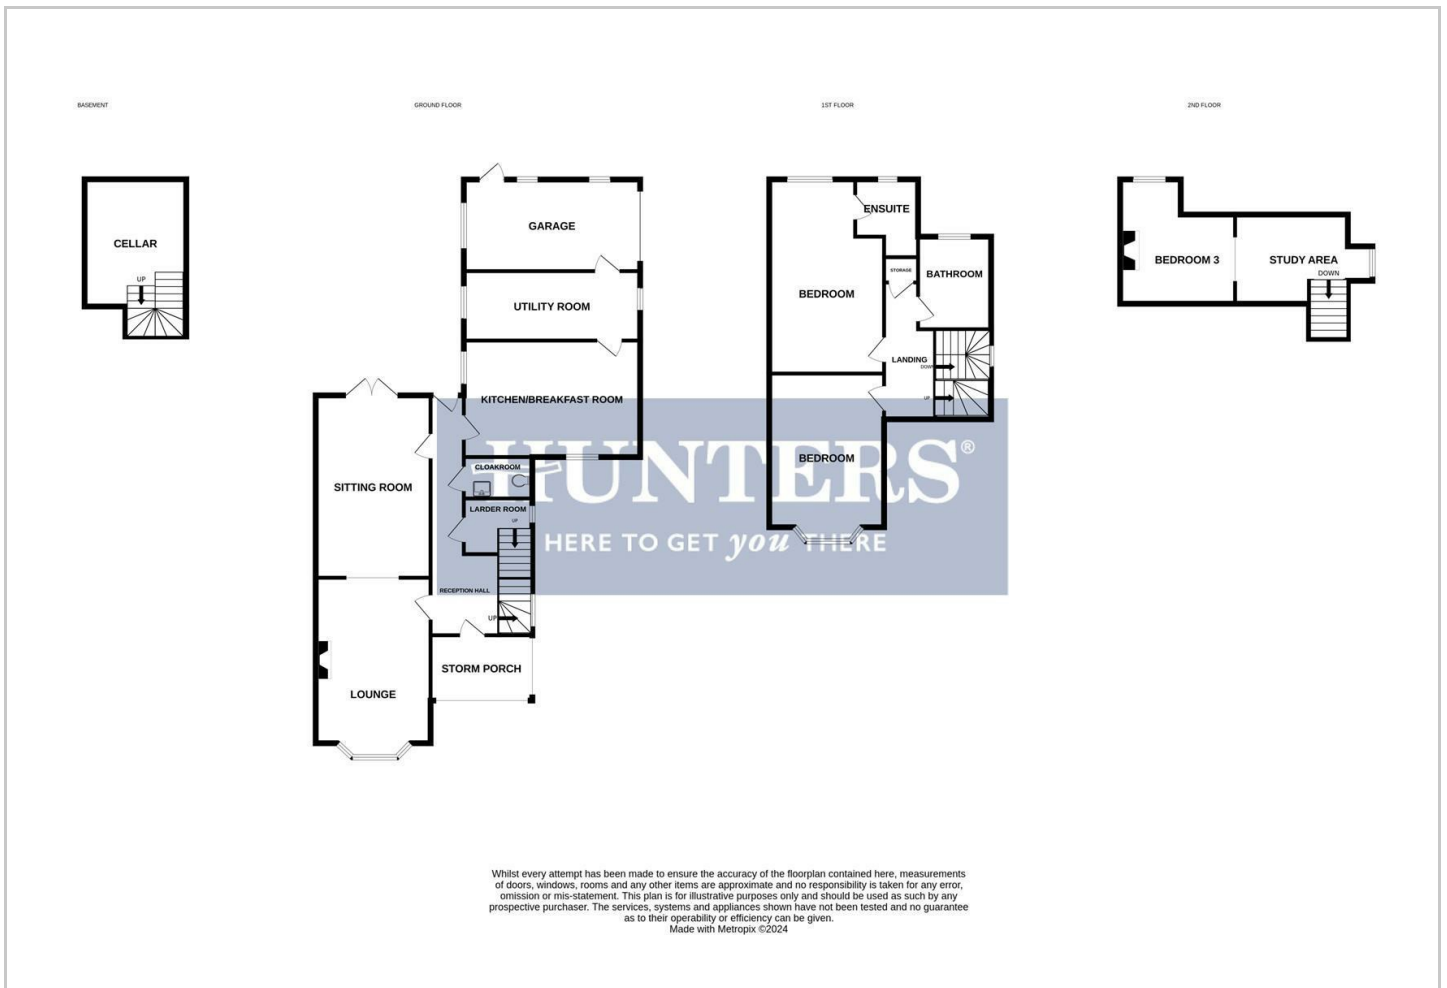 BASEMENT
GROUND FLOOR
1ST FLOOR
2ND FLOOR
CELLAR
UP
GARAGE
UTILITY ROOM
KITCHEN/BREAKFAST ROOM
CLOAKROOM
SITTING ROOM
LARDER ROOM
UP
RECEPTION HALL
UP
STORM PORCH
LOUNGE
ENSUITE
STORAGE
BATHROOM
BEDROOM
LANDING
DOWN
UP
BEDROOM
BEDROOM 3
STUDY AREA
DOWN
HUNTERS®
HERE TO GET you THERE
Whilst every attempt has been made to ensure the accuracy of the floorplan contained here, measurements
of doors, windows, rooms and any other items are approximate and no responsibility is taken for any error,
omission or mis-statement. This plan is for illustrative purposes only and should be used as such by any
prospective purchaser. The services, systems and appliances shown have not been tested and no guarantee
as to their operability or efficiency can be given.
Made with Metropix ©2024